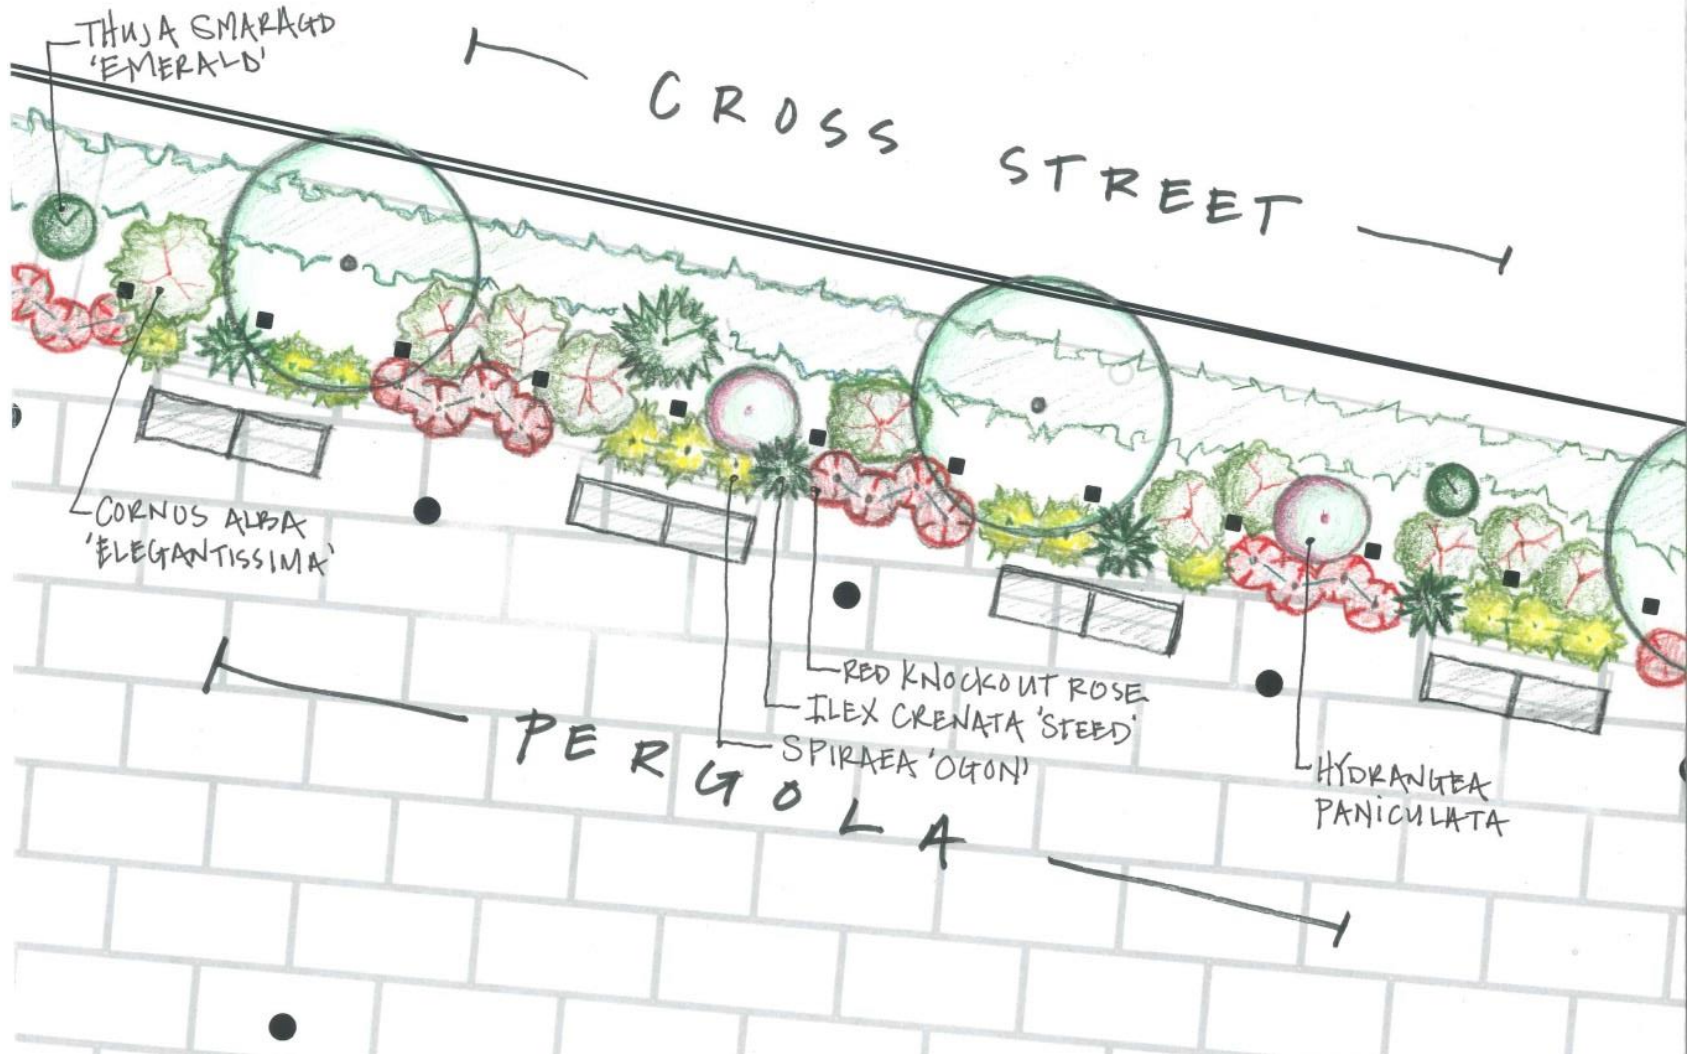 THUJA SMARAGD
'EMERALD'
CROSS STREET
CORNUS ALBA
'ELEGANTISSIMA'
RED KNOCKOUT ROSE
ILEX CRENATA 'STEED'
SPIRAEA 'OGON'
PERGOLA
HYDRANGEA
PANICULATA